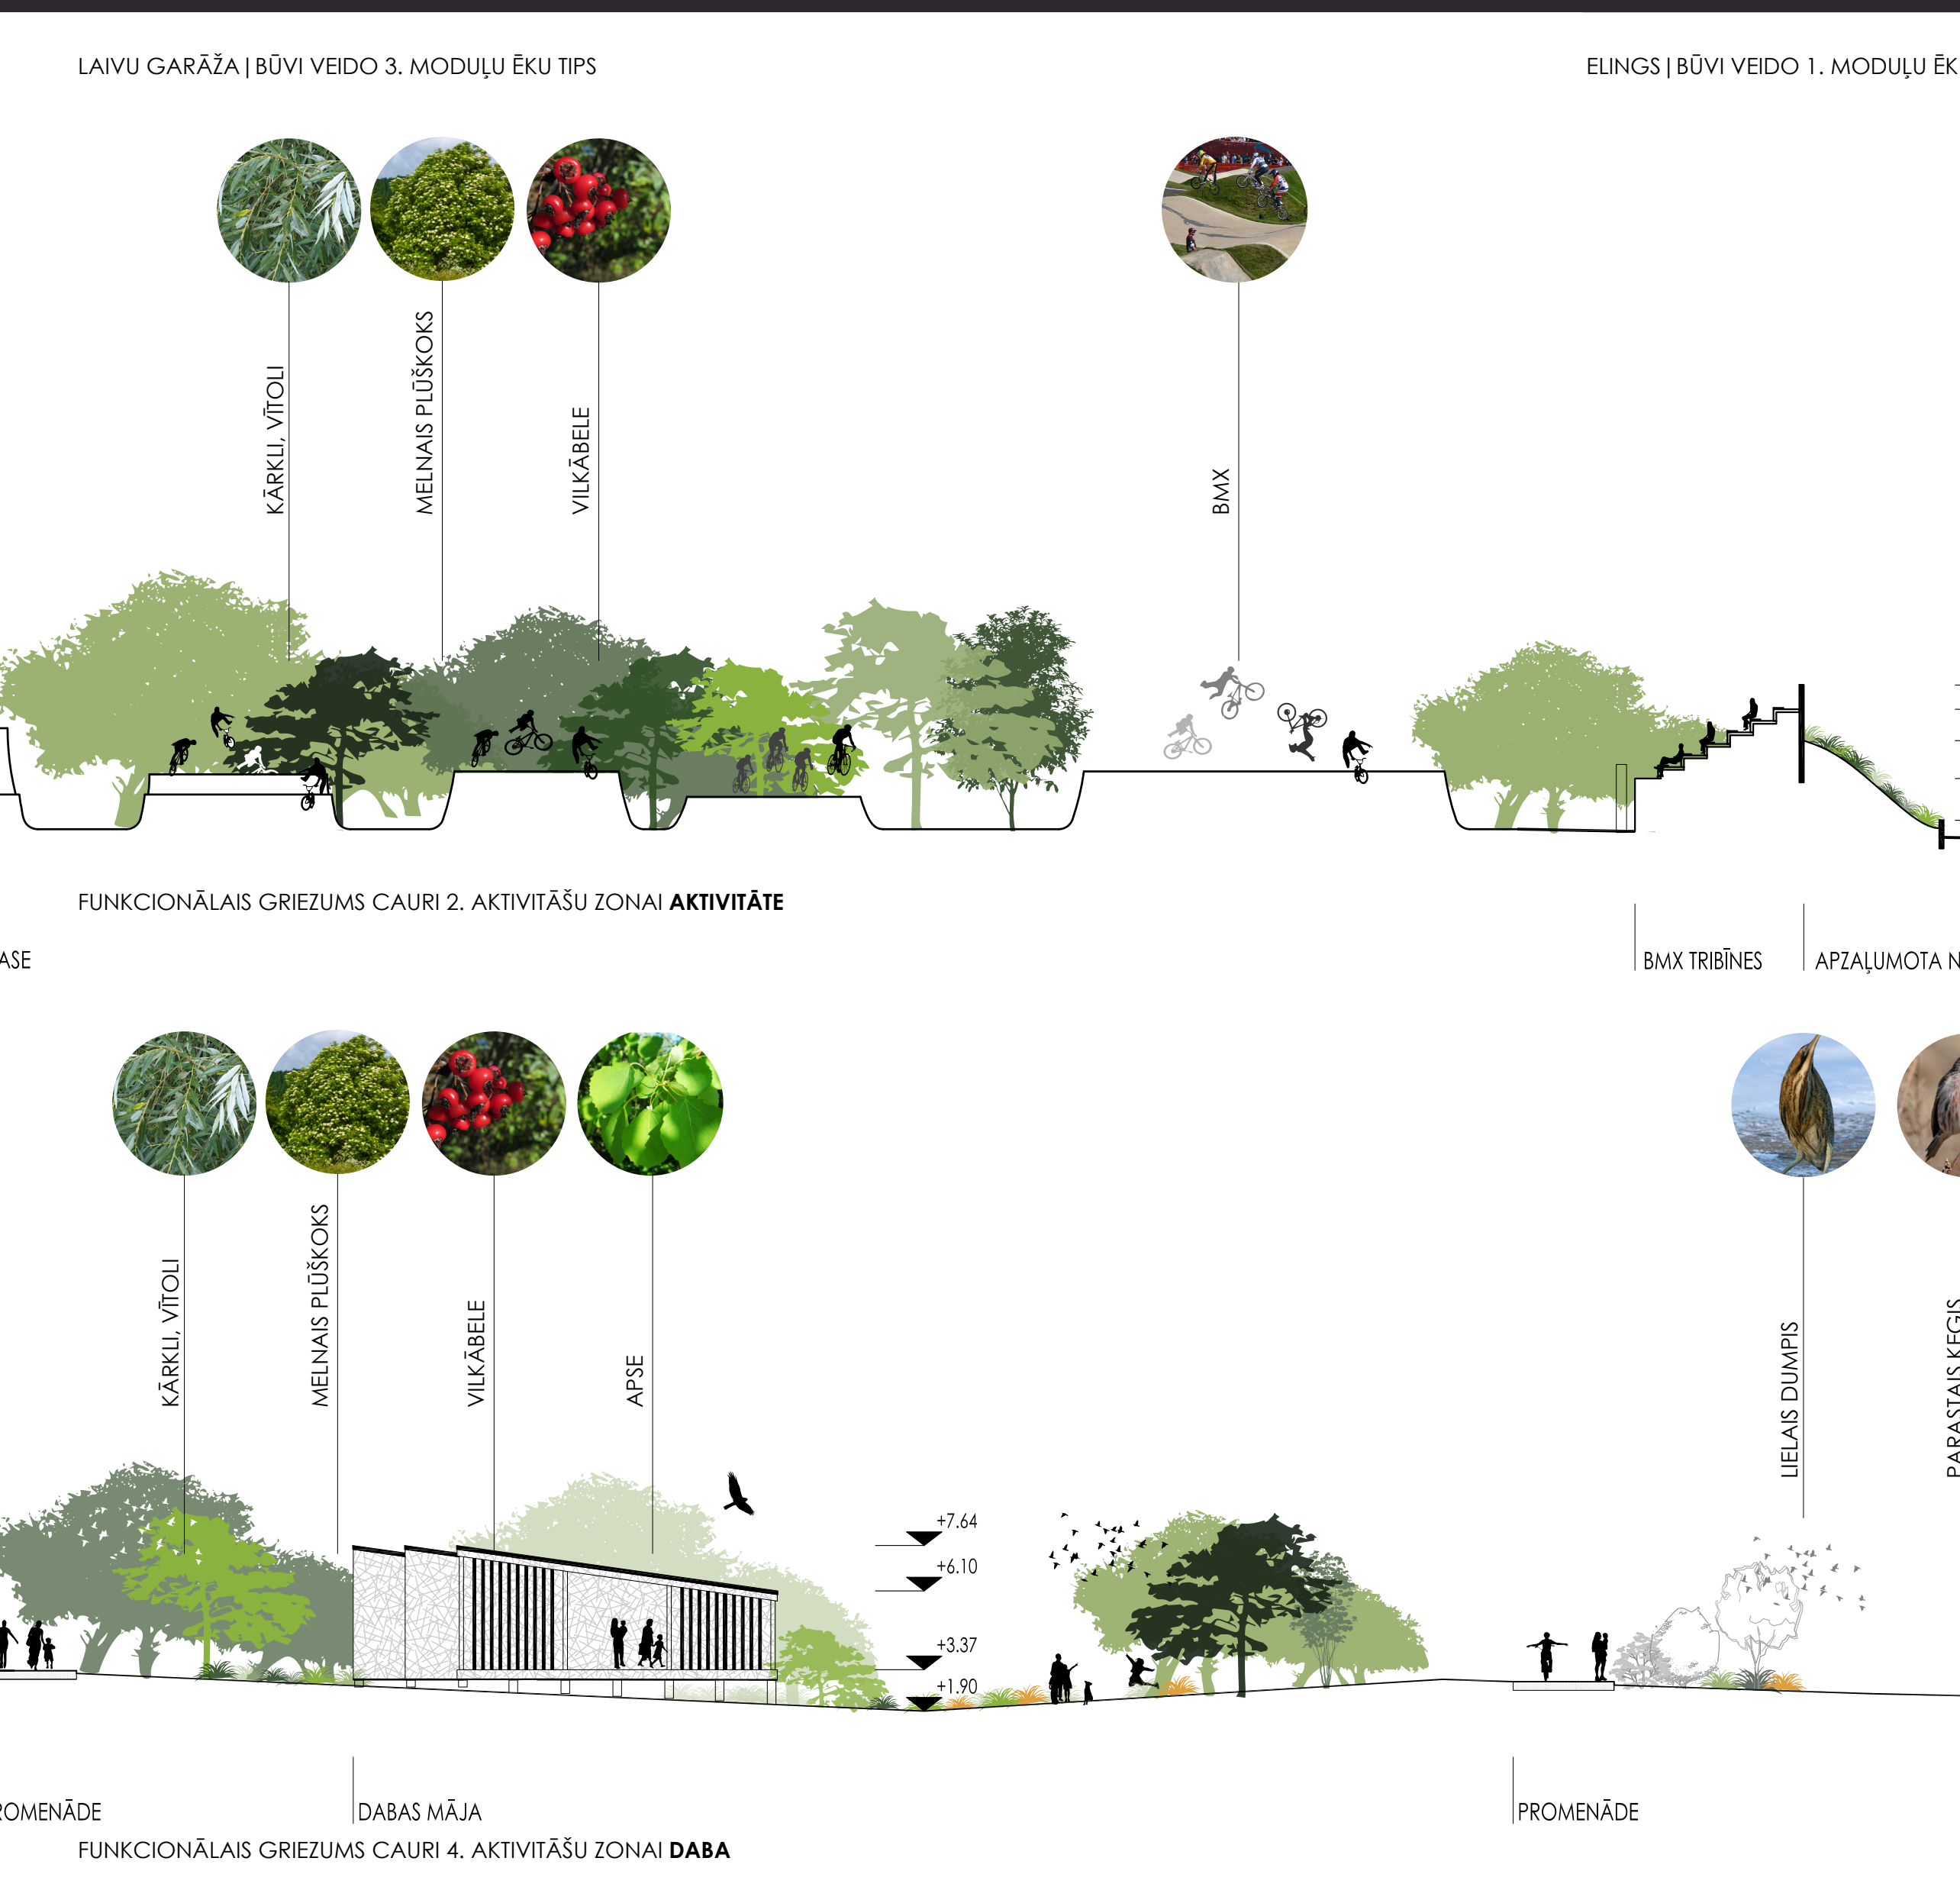 LAIVU GARĀŽA|BŪVI VEIDO 3. MODUĻU ĒKU TIPS
ELINGS|BŪVI VEIDO 1. MODUĻU ĒK
KĀRKLI, VĪTOLI
MELNAIS PLŪŠKOKS
VILKĀBELE
BMX
FUNKCIONĀLAIS GRIEZUMS CAURI 2. AKTIVITĀŠU ZONAI AKTIVITĀTE
ASE
BMX TRIBĪNES
APZAĻUMOTA N
KĀRKLI, VĪTOLI
MELNAIS PLŪŠKOKS
VILKĀBELE
APSE
LIELAIS DUMPIS
PARASTAIS ĶEĢIS
+7.64
+6.10
+3.37
+1.90
ROMENĀDE
DABAS MĀJA
PROMENĀDE
FUNKCIONĀLAIS GRIEZUMS CAURI 4. AKTIVITĀŠU ZONAI DABA